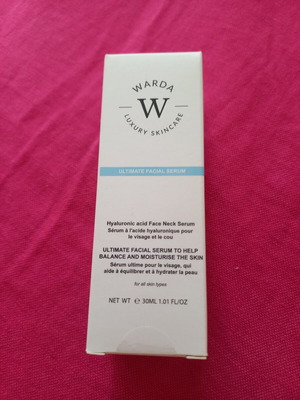 WARDA
W
LUXURY SKINCARE
ULTIMATE FACIAL SERUM
Hyaluronic acid Face Neck Serum
Sérum à l'acide hyaluronique pour
le visage et le cou
ULTIMATE FACIAL SERUM TO HELP
BALANCE AND MOISTURISE THE SKIN
Sérum ultime pour le visage, qui
aide à équilibrer et à hydrater la peau
for all skin types
NET WT ℮ 30ML 1.01 FL/OZ